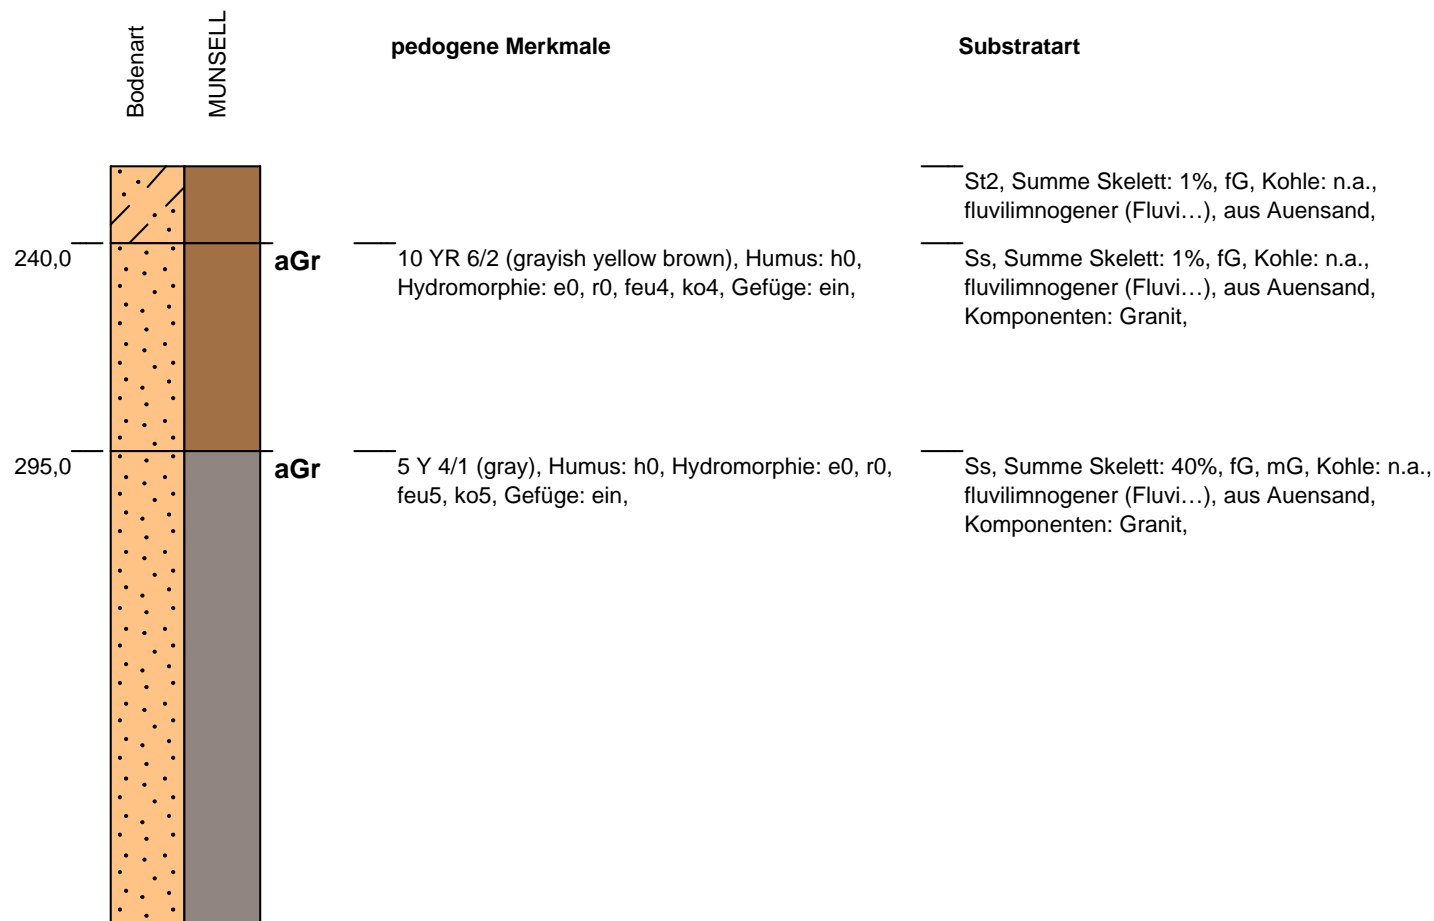 Bodenart
MUNSELL
pedogene Merkmale
Substratart
St2, Summe Skelett: 1%, fG, Kohle: n.a.,
fluvilimnogener (Fluvi…), aus Auensand,
240,0
aGr
10 YR 6/2 (grayish yellow brown), Humus: h0,
Hydromorphie: e0, r0, feu4, ko4, Gefüge: ein,
Ss, Summe Skelett: 1%, fG, Kohle: n.a.,
fluvilimnogener (Fluvi…), aus Auensand,
Komponenten: Granit,
295,0
aGr
5 Y 4/1 (gray), Humus: h0, Hydromorphie: e0, r0,
feu5, ko5, Gefüge: ein,
Ss, Summe Skelett: 40%, fG, mG, Kohle: n.a.,
fluvilimnogener (Fluvi…), aus Auensand,
Komponenten: Granit,